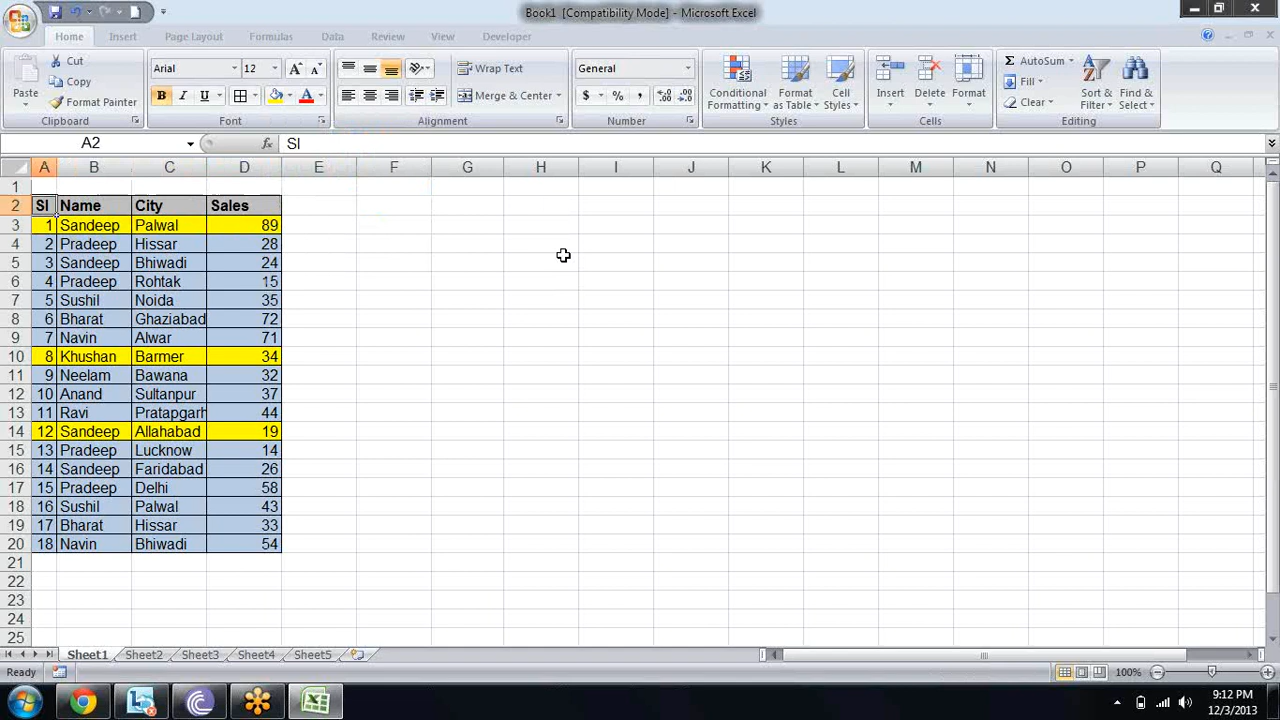 Book1  [Compatibility Mode] - Microsoft Excel
Home Insert Page Layout Formulas Data Review View Developer
Paste
Cut
Copy
Format Painter
Clipboard
Arial 12
B I U
Font
Wrap Text
Merge & Center
Alignment
General
$ % ,
Number
Conditional Formatting
Format as Table
Cell Styles
Styles
Insert Delete Format
Cells
AutoSum
Fill
Clear
Sort & Filter
Find & Select
Editing
A2 fx Sl
A B C D E F G H I J K L M N O P Q
1
2 Sl Name City Sales
3 1 Sandeep Palwal 89
4 2 Pradeep Hissar 28
5 3 Sandeep Bhiwadi 24
6 4 Pradeep Rohtak 15
7 5 Sushil Noida 35
8 6 Bharat Ghaziabad 72
9 7 Navin Alwar 71
10 8 Khushan Barmer 34
11 9 Neelam Bawana 32
12 10 Anand Sultanpur 37
13 11 Ravi Pratapgarh 44
14 12 Sandeep Allahabad 19
15 13 Pradeep Lucknow 14
16 14 Sandeep Faridabad 26
17 15 Pradeep Delhi 58
18 16 Sushil Palwal 43
19 17 Bharat Hissar 33
20 18 Navin Bhiwadi 54
21
22
23
24
25
Sheet1 Sheet2 Sheet3 Sheet4 Sheet5
Ready 100%
9:12 PM
12/3/2013